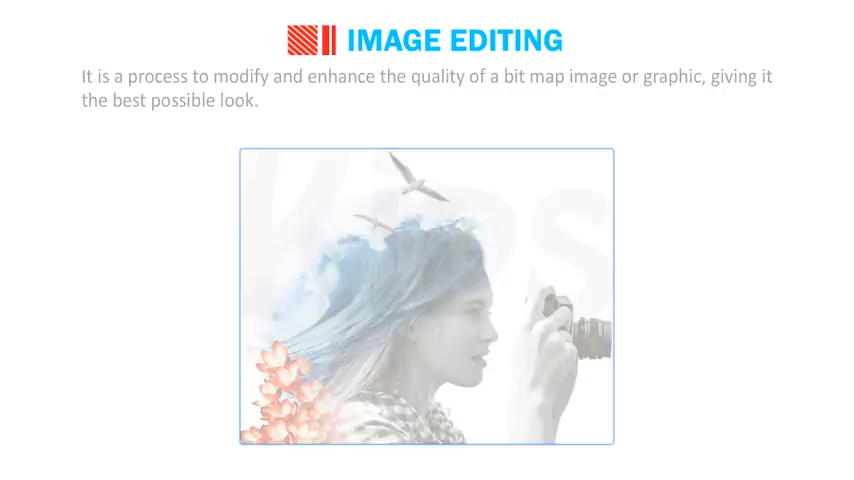 IMAGE EDITING
It is a process to modify and enhance the quality of a bit map image or graphic, giving it
the best possible look.
Kips